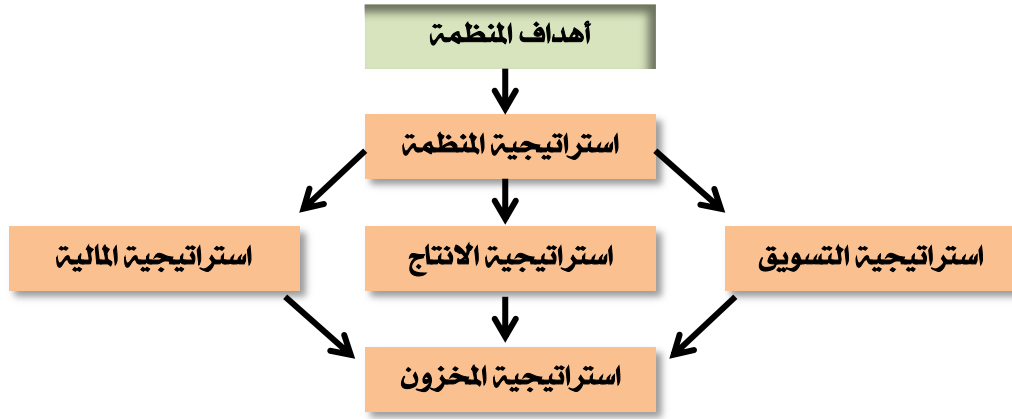 أهداف المنظمة
استراتيجية المنظمة
استراتيجية التسويق
استراتيجية الانتاج
استراتيجية المالية
استراتيجية المخزون